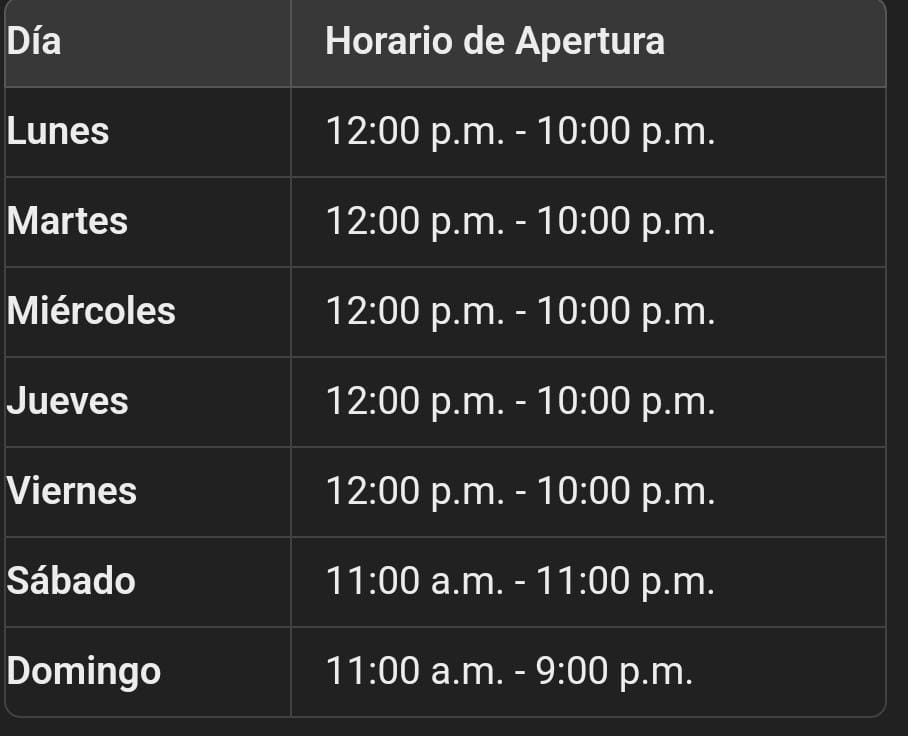 Día Horario de Apertura
Lunes 12:00 p.m. - 10:00 p.m.
Martes 12:00 p.m. - 10:00 p.m.
Miércoles 12:00 p.m. - 10:00 p.m.
Jueves 12:00 p.m. - 10:00 p.m.
Viernes 12:00 p.m. - 10:00 p.m.
Sábado 11:00 a.m. - 11:00 p.m.
Domingo 11:00 a.m. - 9:00 p.m.